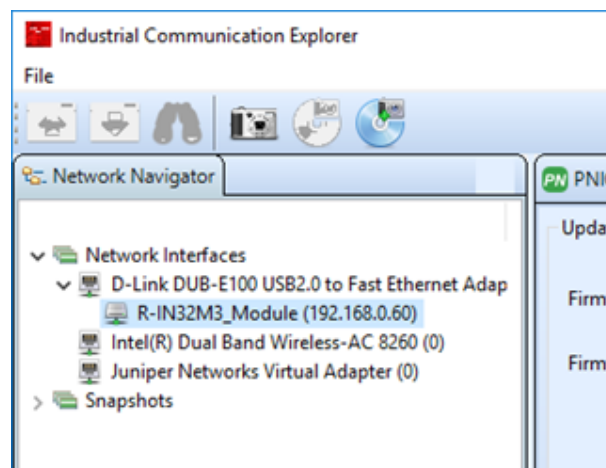 Industrial Communication Explorer
File
Network Navigator
PN PNI
Upda
Network Interfaces
D-Link DUB-E100 USB2.0 to Fast Ethernet Adap
R-IN32M3_Module (192.168.0.60)
Firm
Intel(R) Dual Band Wireless-AC 8260 (0)
Firm
Juniper Networks Virtual Adapter (0)
Snapshots